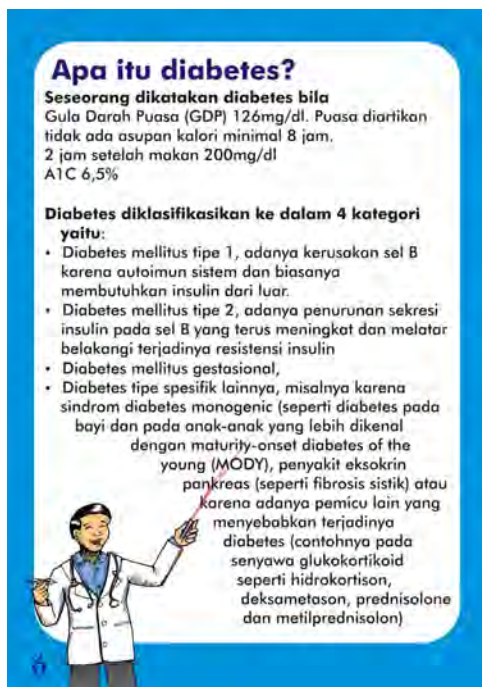 Apa itu diabetes?
Seseorang dikatakan diabetes bila
Gula Darah Puasa (GDP) 126mg/dl. Puasa diartikan
tidak ada asupan kalori minimal 8 jam.
2 jam setelah makan 200mg/dl
A1C 6,5%
Diabetes diklasifikasikan ke dalam 4 kategori
yaitu:
• Diabetes mellitus tipe 1, adanya kerusakan sel B
karena autoimun sistem dan biasanya
membutuhkan insulin dari luar.
• Diabetes mellitus tipe 2, adanya penurunan sekresi
insulin pada sel B yang terus meningkat dan melatar
belakangi terjadinya resistensi insulin
• Diabetes mellitus gestasional,
• Diabetes tipe spesifik lainnya, misalnya karena
sindrom diabetes monogenic (seperti diabetes pada
bayi dan pada anak-anak yang lebih dikenal
dengan maturity-onset diabetes of the
young (MODY), penyakit eksokrin
pankreas (seperti fibrosis sistik) atau
karena adanya pemicu lain yang
menyebabkan terjadinya
diabetes (contohnya pada
senyawa glukokortikoid
seperti hidrokortison,
deksametason, prednisolone
dan metilprednisolon)
6